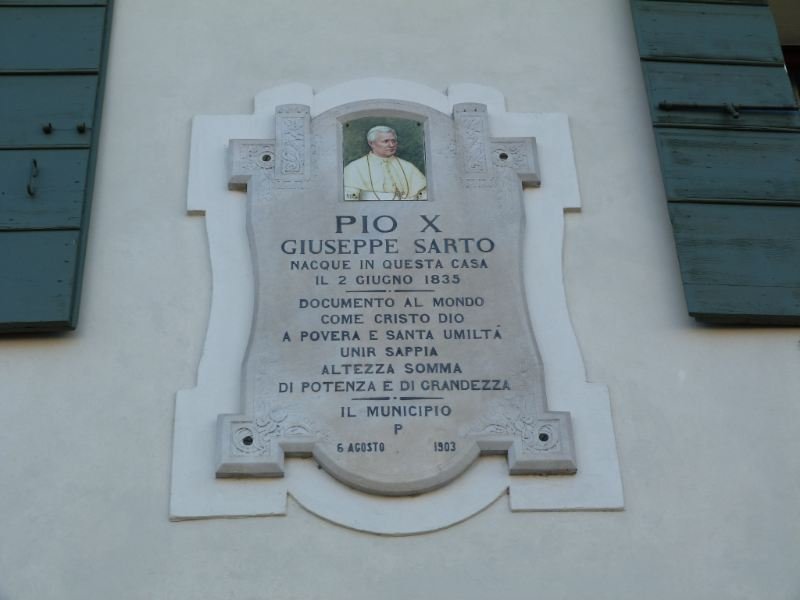 PIO X
GIUSEPPE SARTO
NACQUE IN QUESTA CASA
IL 2 GIUGNO 1835
DOCUMENTO AL MONDO
COME CRISTO DIO
A POVERA E SANTA UMILTÁ
UNIR SAPPIA
ALTEZZA SOMMA
DI POTENZA E DI GRANDEZZA
IL MUNICIPIO
P
6 AGOSTO 1903